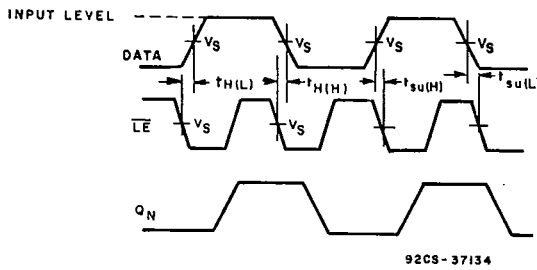 INPUT LEVEL
DATA
VS VS VS VS
tH(L) tH(H) tsu(H) tsu(L)
LE
VS VS
QN
92CS-37134